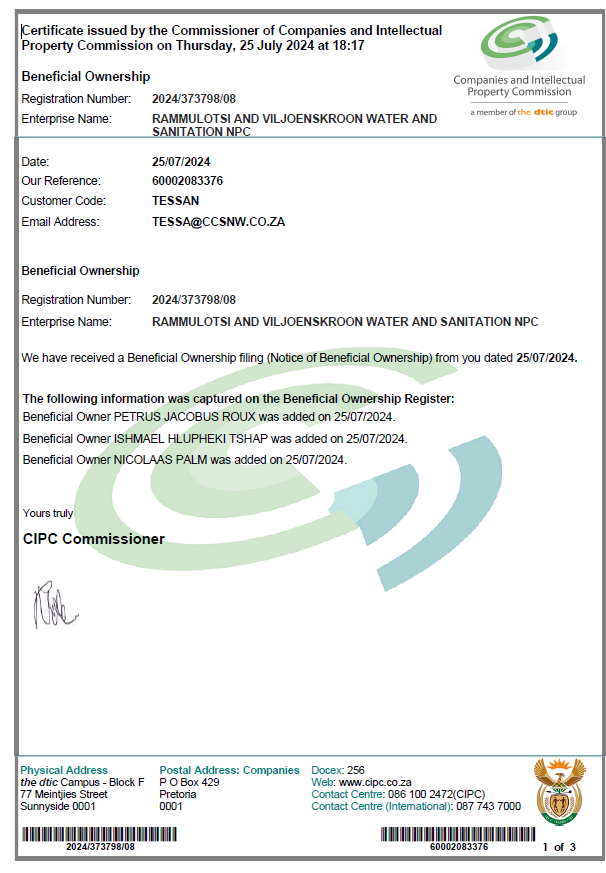 Certificate issued by the Commissioner of Companies and Intellectual
Property Commission on Thursday, 25 July 2024 at 18:17
Companies and Intellectual
Property Commission
a member of the dtic group
Beneficial Ownership
Registration Number: 2024/373798/08
Enterprise Name: RAMMULOTSI AND VILJOENSKROON WATER AND
SANITATION NPC
Date: 25/07/2024
Our Reference: 60002083376
Customer Code: TESSAN
Email Address: TESSA@CCSNW.CO.ZA
Beneficial Ownership
Registration Number: 2024/373798/08
Enterprise Name: RAMMULOTSI AND VILJOENSKROON WATER AND SANITATION NPC
We have received a Beneficial Ownership filing (Notice of Beneficial Ownership) from you dated 25/07/2024.
The following information was captured on the Beneficial Ownership Register:
Beneficial Owner PETRUS JACOBUS ROUX was added on 25/07/2024.
Beneficial Owner ISHMAEL HLUPHEKI TSHAP was added on 25/07/2024.
Beneficial Owner NICOLAAS PALM was added on 25/07/2024.
Yours truly
CIPC Commissioner
Physical Address
the dtic Campus - Block F
77 Meintjies Street
Sunnyside 0001
Postal Address: Companies
P O Box 429
Pretoria
0001
Docex: 256
Web: www.cipc.co.za
Contact Centre: 086 100 2472(CIPC)
Contact Centre (International): 087 743 7000
2024/373798/08
60002083376
1 of 3